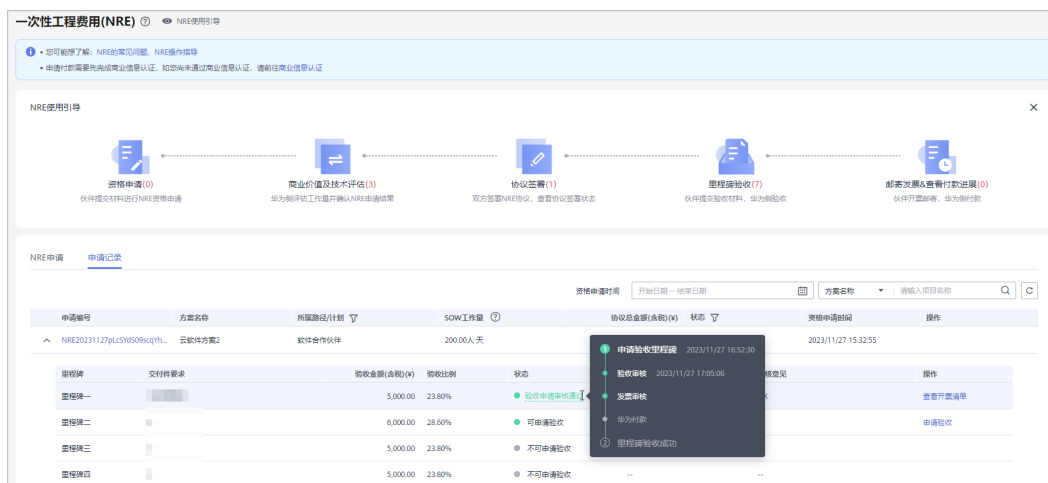 一次性工程费用(NRE) NRE使用引导
• 您可能想了解：NRE的常见问题、NRE操作指导
• 申请付款需要先完成商业信息认证，如您尚未通过商业信息认证，请前往商业信息认证
NRE使用引导
资格申请(0) 商业价值及技术评估(3) 协议签署(1) 里程碑验收(7) 邮寄发票&查看付款进展(0)
伙伴提交材料进行NRE资格申请 华为侧评估工作量并确认NRE申请结果 双方签署NRE协议，查看协议签署状态 伙伴提交验收材料，华为侧验收 伙伴开票邮寄，华为侧付款
NRE申请 申请记录
资格申请时间 开始日期 – 结束日期 方案名称 请输入项目名称
申请编号 方案名称 所属路径/计划 SOW工作量 协议总金额(含税)(¥) 状态 资格申请时间 操作
NRE20231127pLcSYdS09scqYh... 云软件方案2 软件合作伙伴 200.00人·天 2023/11/27 15:32:55
里程碑 交付件要求 验收金额(含税)(¥) 验收比例 状态 核意见 操作
里程碑一 5,000.00 23.80% 验收申请审核通过 查看开票清单
里程碑二 6,000.00 28.60% 可申请验收 申请验收
里程碑三 5,000.00 23.80% 不可申请验收
里程碑四 5,000.00 23.80% 不可申请验收 -- --
1 申请验收里程碑 2023/11/27 16:52:30
验收审核 2023/11/27 17:05:06
发票审核
华为付款
2 里程碑验收成功